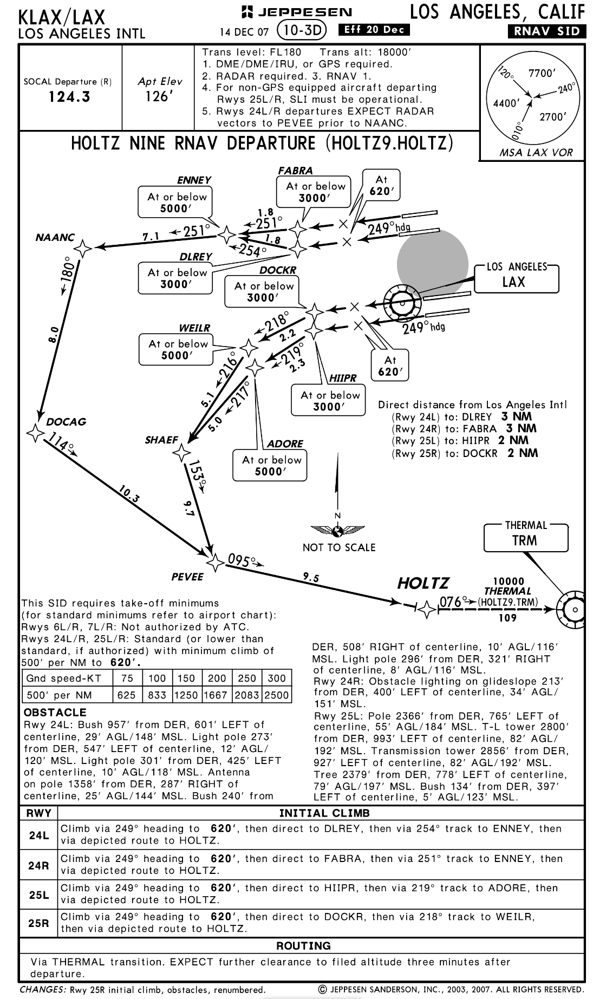 KLAX/LAX
LOS ANGELES INTL
JEPPESEN
14 DEC 07
10-3D
Eff 20 Dec
LOS ANGELES, CALIF
RNAV SID
SOCAL Departure (R)
124.3
Apt Elev
126'
Trans level: FL180 Trans alt: 18000'
1. DME/DME/IRU, or GPS required.
2. RADAR required. 3. RNAV 1.
4. For non-GPS equipped aircraft departing
Rwys 25L/R, SLI must be operational.
5. Rwys 24L/R departures EXPECT RADAR
vectors to PEVEE prior to NAANC.
120°
7700'
240°
4400'
2700'
010°
MSA LAX VOR
HOLTZ NINE RNAV DEPARTURE (HOLTZ9.HOLTZ)
FABRA
At or below
3000'
ENNEY
At or below
5000'
At
620'
1.8
251°
251°
249° hdg
NAANC
7.1
1.8
254°
DLREY
At or below
3000'
180°
DOCKR
At or below
3000'
LOS ANGELES
LAX
218°
2.2
249° hdg
WEILR
At or below
5000'
8.0
219°
2.3
At
620'
216°
5.1
HIIPR
At or below
3000'
217°
5.0
Direct distance from Los Angeles Intl
(Rwy 24L) to: DLREY 3 NM
(Rwy 24R) to: FABRA 3 NM
(Rwy 25L) to: HIIPR 2 NM
(Rwy 25R) to: DOCKR 2 NM
DOCAG
114°
SHAEF
ADORE
At or below
5000'
153°
10.3
9.7
N
NOT TO SCALE
THERMAL
TRM
PEVEE
095°
9.5
HOLTZ
10000
THERMAL
076°
(HOLTZ9.TRM)
109
This SID requires take-off minimums
(for standard minimums refer to airport chart):
Rwys 6L/R, 7L/R: Not authorized by ATC.
Rwys 24L/R, 25L/R: Standard (or lower than
standard, if authorized) with minimum climb of
500' per NM to 620'.
Gnd speed-KT 75 100 150 200 250 300
500' per NM 625 833 1250 1667 2083 2500
OBSTACLE
Rwy 24L: Bush 957' from DER, 601' LEFT of
centerline, 29' AGL/148' MSL. Light pole 273'
from DER, 547' LEFT of centerline, 12' AGL/
120' MSL. Light pole 301' from DER, 425' LEFT
of centerline, 10' AGL/118' MSL. Antenna
on pole 1358' from DER, 287' RIGHT of
centerline, 25' AGL/144' MSL. Bush 240' from
DER, 508' RIGHT of centerline, 10' AGL/116'
MSL. Light pole 296' from DER, 321' RIGHT
of centerline, 8' AGL/116' MSL.
Rwy 24R: Obstacle lighting on glideslope 213'
from DER, 400' LEFT of centerline, 34' AGL/
151' MSL.
Rwy 25L: Pole 2366' from DER, 765' LEFT of
centerline, 55' AGL/184' MSL. T-L tower 2800'
from DER, 993' LEFT of centerline, 82' AGL/
192' MSL. Transmission tower 2856' from DER,
927' LEFT of centerline, 82' AGL/192' MSL.
Tree 2379' from DER, 778' LEFT of centerline,
79' AGL/197' MSL. Bush 134' from DER, 397'
LEFT of centerline, 5' AGL/123' MSL.
RWY INITIAL CLIMB
24L
Climb via 249° heading to 620', then direct to DLREY, then via 254° track to ENNEY, then
via depicted route to HOLTZ.
24R
Climb via 249° heading to 620', then direct to FABRA, then via 251° track to ENNEY, then
via depicted route to HOLTZ.
25L
Climb via 249° heading to 620', then direct to HIIPR, then via 219° track to ADORE, then
via depicted route to HOLTZ.
25R
Climb via 249° heading to 620', then direct to DOCKR, then via 218° track to WEILR,
then via depicted route to HOLTZ.
ROUTING
Via THERMAL transition. EXPECT further clearance to filed altitude three minutes after
departure.
CHANGES: Rwy 25R initial climb, obstacles, renumbered.
© JEPPESEN SANDERSON, INC., 2003, 2007. ALL RIGHTS RESERVED.